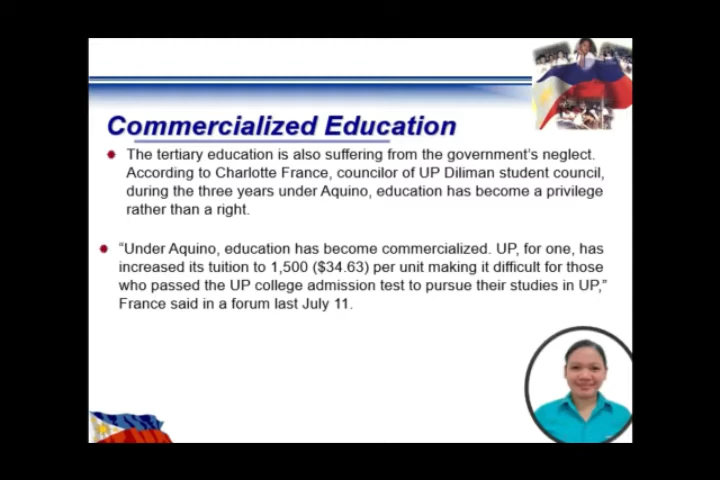 Commercialized Education
The tertiary education is also suffering from the government's neglect.
According to Charlotte France, councilor of UP Diliman student council,
during the three years under Aquino, education has become a privilege
rather than a right.
“Under Aquino, education has become commercialized. UP, for one, has
increased its tuition to 1,500 ($34.63) per unit making it difficult for those
who passed the UP college admission test to pursue their studies in UP,”
France said in a forum last July 11.